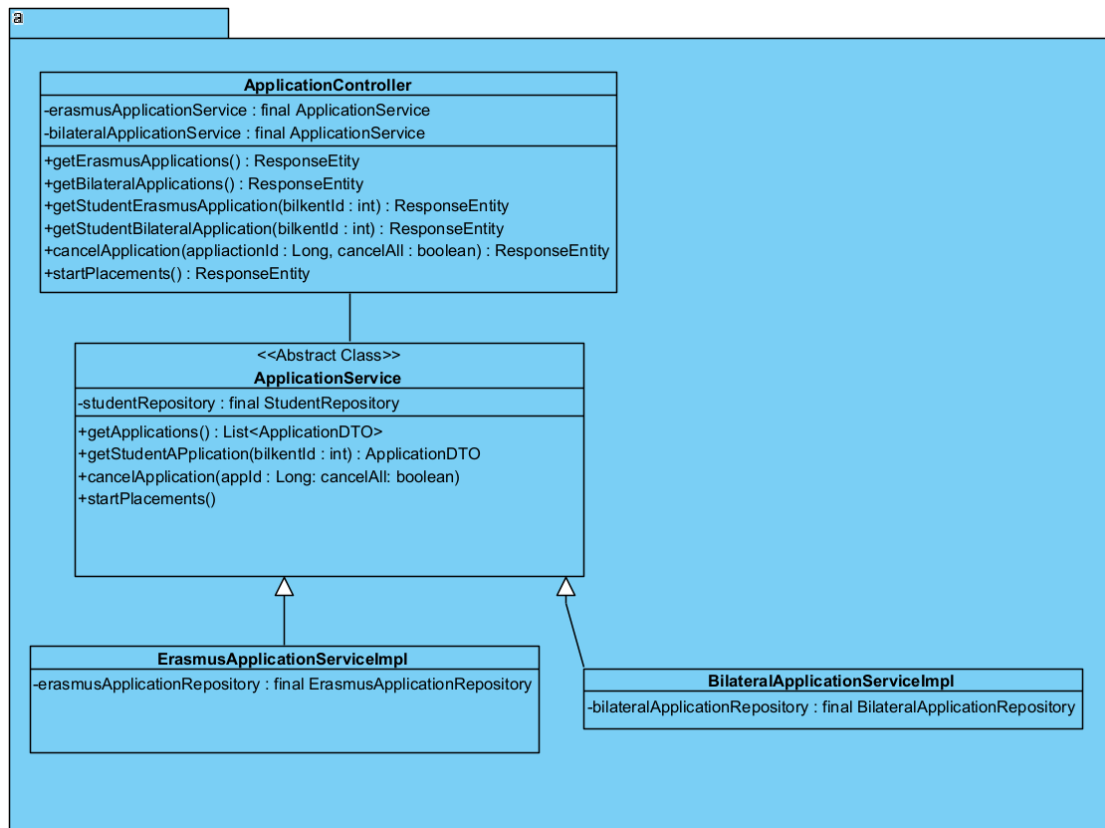 a
ApplicationController
-erasmusApplicationService : final ApplicationService
-bilateralApplicationService : final ApplicationService
+getErasmusApplications() : ResponseEtity
+getBilateralApplications() : ResponseEntity
+getStudentErasmusApplication(bilkentId : int) : ResponseEntity
+getStudentBilateralApplication(bilkentId : int) : ResponseEntity
+cancelApplication(appliactionId : Long, cancelAll : boolean) : ResponseEntity
+startPlacements() : ResponseEntity
<<Abstract Class>>
ApplicationService
-studentRepository : final StudentRepository
+getApplications() : List<ApplicationDTO>
+getStudentAPplication(bilkentId : int) : ApplicationDTO
+cancelApplication(appId : Long: cancelAll: boolean)
+startPlacements()
ErasmusApplicationServiceImpl
-erasmusApplicationRepository : final ErasmusApplicationRepository
BilateralApplicationServiceImpl
-bilateralApplicationRepository : final BilateralApplicationRepository